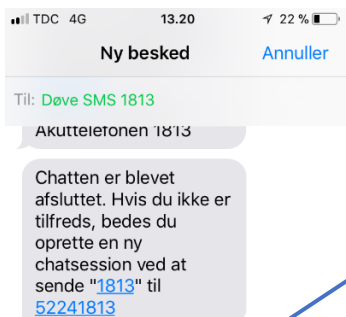 TDC 4G 13.20 22 %
Ny besked Annuller
Til: Døve SMS 1813
Akuttelefonen 1813
Chatten er blevet
afsluttet. Hvis du ikke er
tilfreds, bedes du
oprette en ny
chatsession ved at
sende "1813" til
52241813